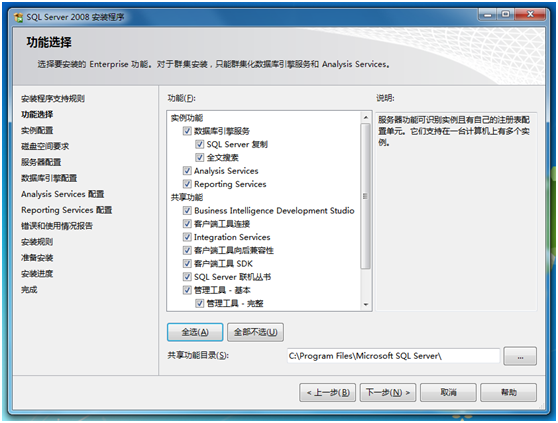 SQL Server 2008 安装程序
功能选择
选择要安装的 Enterprise 功能。对于群集安装，只能群集化数据库引擎服务和 Analysis Services。
安装程序支持规则
功能选择
实例配置
磁盘空间要求
服务器配置
数据库引擎配置
Analysis Services 配置
Reporting Services 配置
错误和使用情况报告
安装规则
准备安装
安装进度
完成
功能(F):
实例功能
数据库引擎服务
SQL Server 复制
全文搜索
Analysis Services
Reporting Services
共享功能
Business Intelligence Development Studio
客户端工具连接
Integration Services
客户端工具向后兼容性
客户端工具 SDK
SQL Server 联机丛书
管理工具 - 基本
管理工具 - 完整
说明:
服务器功能可识别实例且有自己的注册表配
置单元。它们支持在一台计算机上有多个实
例。
全选(A)
全部不选(U)
共享功能目录(S):
C:\Program Files\Microsoft SQL Server\
...
< 上一步(B)
下一步(N) >
取消
帮助